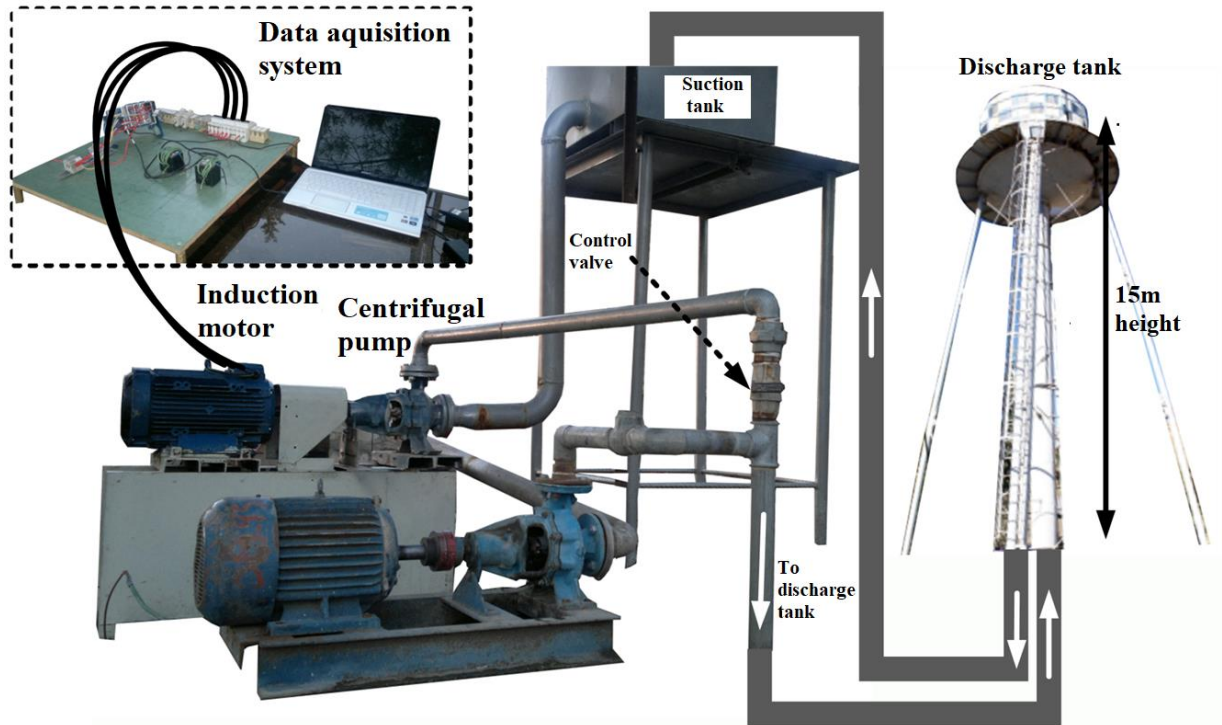 Data aquisition
system
Suction
tank
Discharge tank
Control
valve
15m
height
Induction
motor
Centrifugal
pump
To
discharge
tank